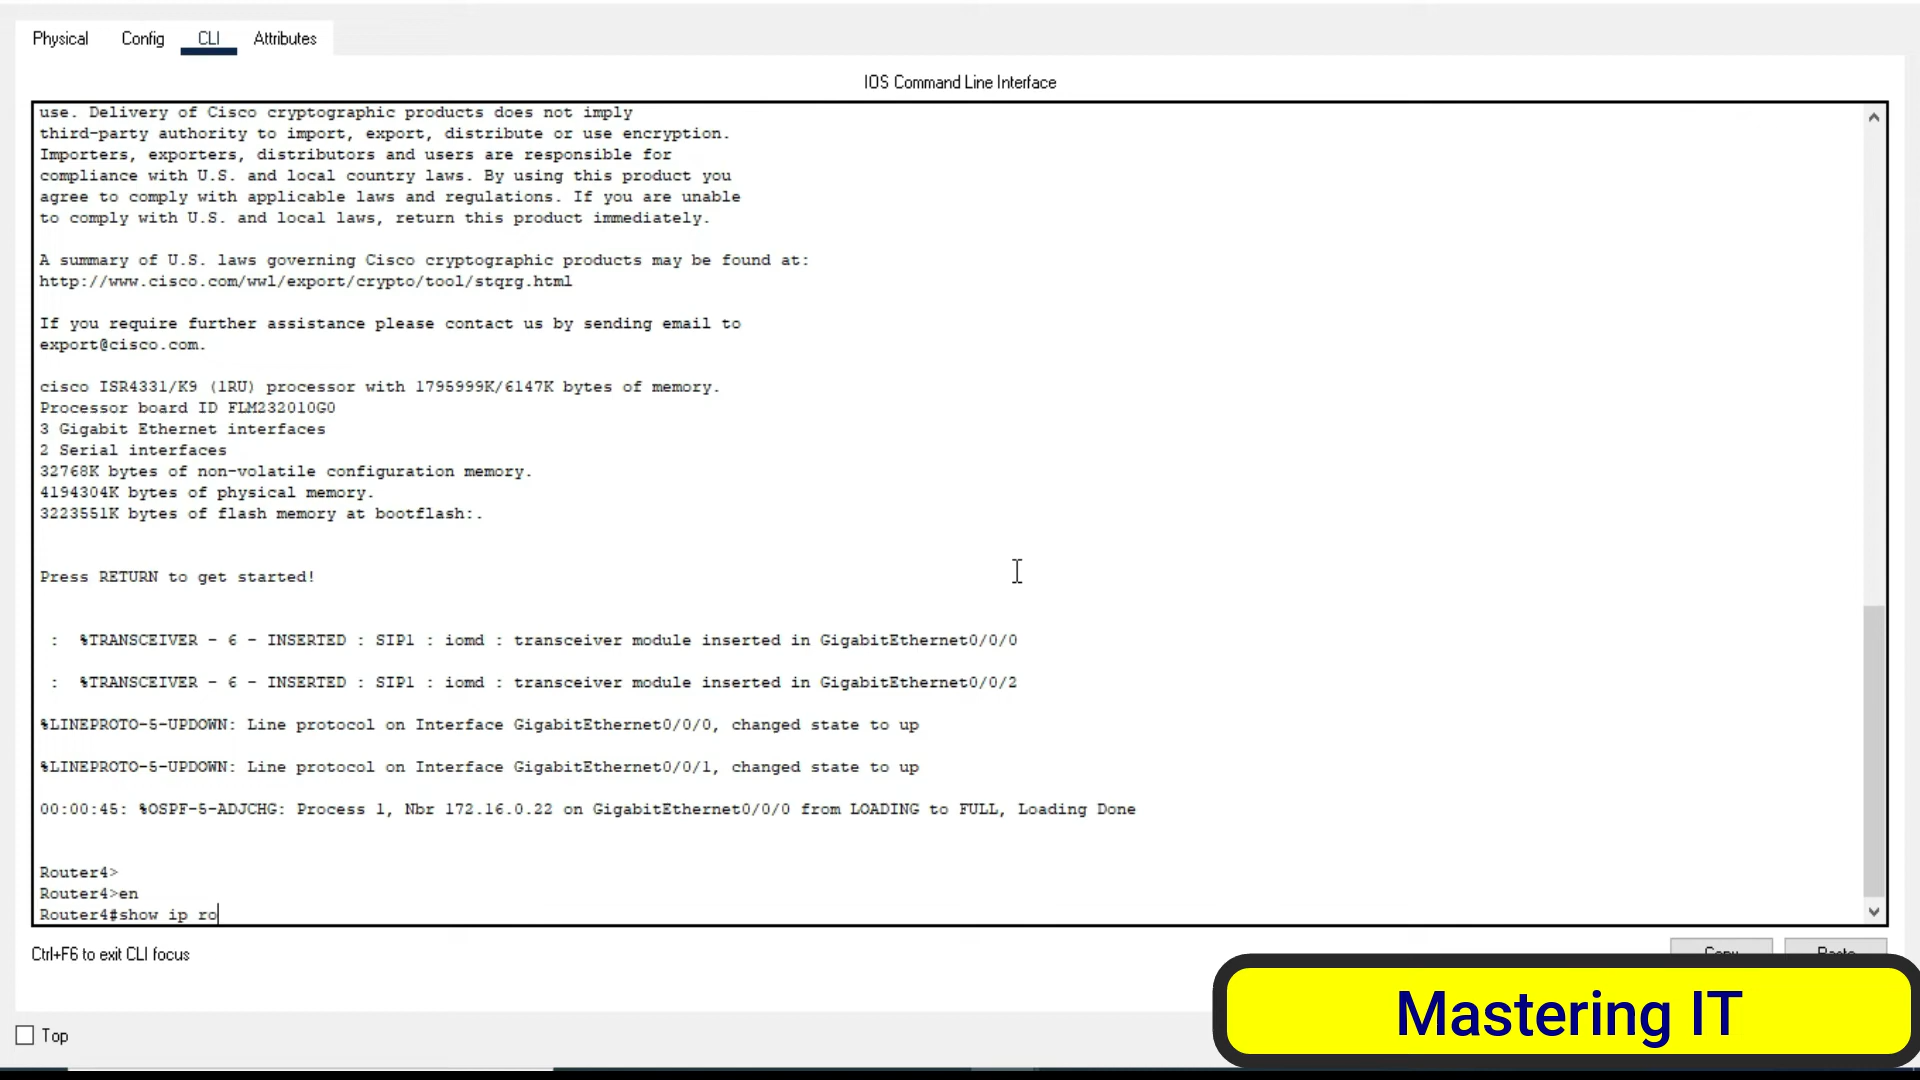 Physical Config CLI Attributes
IOS Command Line Interface
use. Delivery of Cisco cryptographic products does not imply
third-party authority to import, export, distribute or use encryption.
Importers, exporters, distributors and users are responsible for
compliance with U.S. and local country laws. By using this product you
agree to comply with applicable laws and regulations. If you are unable
to comply with U.S. and local laws, return this product immediately.
A summary of U.S. laws governing Cisco cryptographic products may be found at:
http://www.cisco.com/wwl/export/crypto/tool/stqrg.html
If you require further assistance please contact us by sending email to
export@cisco.com.
cisco ISR4331/K9 (1RU) processor with 1795999K/6147K bytes of memory.
Processor board ID FLM232010G0
3 Gigabit Ethernet interfaces
2 Serial interfaces
32768K bytes of non-volatile configuration memory.
4194304K bytes of physical memory.
3223551K bytes of flash memory at bootflash:.
Press RETURN to get started!
: %TRANSCEIVER - 6 - INSERTED : SIP1 : iomd : transceiver module inserted in GigabitEthernet0/0/0
: %TRANSCEIVER - 6 - INSERTED : SIP1 : iomd : transceiver module inserted in GigabitEthernet0/0/2
%LINEPROTO-5-UPDOWN: Line protocol on Interface GigabitEthernet0/0/0, changed state to up
%LINEPROTO-5-UPDOWN: Line protocol on Interface GigabitEthernet0/0/1, changed state to up
00:00:45: %OSPF-5-ADJCHG: Process 1, Nbr 172.16.0.22 on GigabitEthernet0/0/0 from LOADING to FULL, Loading Done
Router4>
Router4>en
Router4#show ip ro
Ctrl+F6 to exit CLI focus
Copy Paste
Mastering IT
Top